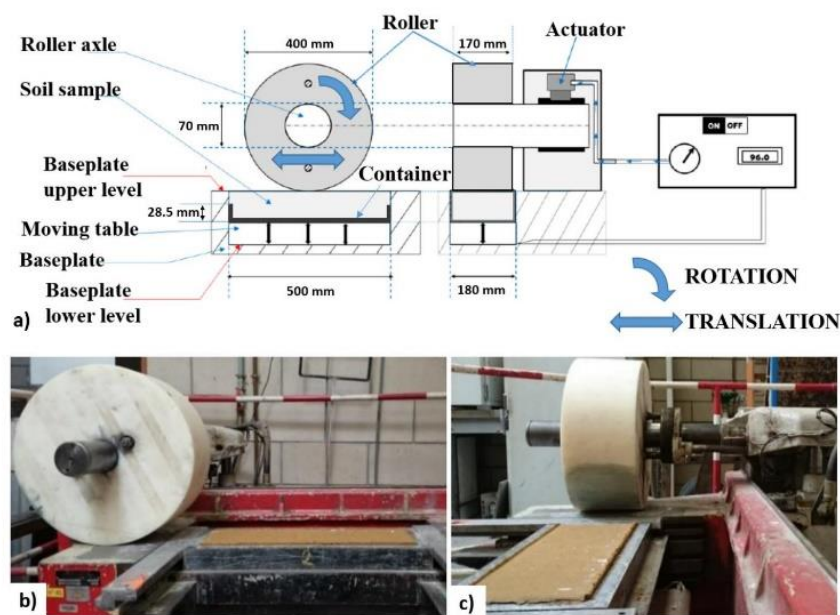 Roller axle
400 mm
Roller
170 mm
Actuator
Soil sample
70 mm
ON OFF
96.0
Baseplate
upper level
Container
28.5 mm
Moving table
Baseplate
Baseplate
lower level
500 mm
180 mm
ROTATION
TRANSLATION
a)
b)
c)